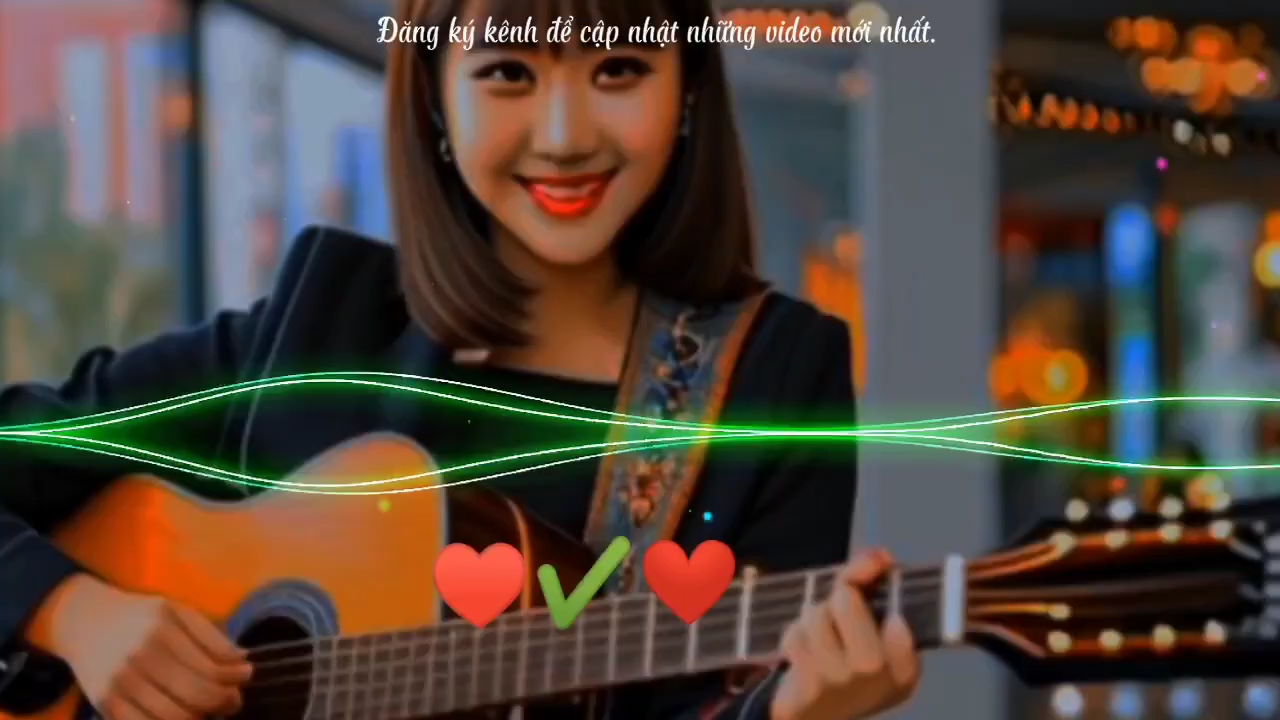 Đăng ký kênh để cập nhật những video mới nhất.